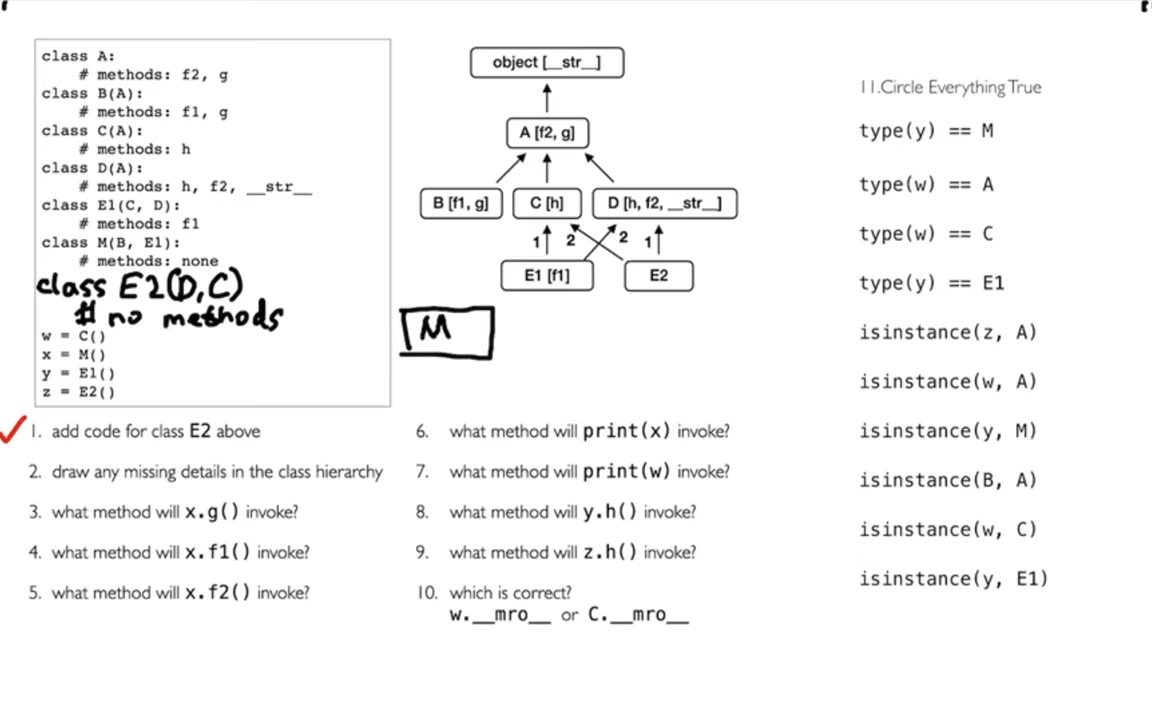 class A:
# methods: f2, g
class B(A):
# methods: f1, g
class C(A):
# methods: h
class D(A):
# methods: h, f2, __str__
class E1(C, D):
# methods: f1
class M(B, E1):
# methods: none
class E2(D,C)
# no methods
w = C()
x = M()
y = E1()
z = E2()
object [__str__]
A [f2, g]
B [f1, g]
C [h]
D [h, f2, __str__]
1 2 2 1
E1 [f1]
E2
M
1. add code for class E2 above
2. draw any missing details in the class hierarchy
3. what method will x.g() invoke?
4. what method will x.f1() invoke?
5. what method will x.f2() invoke?
6. what method will print(x) invoke?
7. what method will print(w) invoke?
8. what method will y.h() invoke?
9. what method will z.h() invoke?
10. which is correct?
w.__mro__ or C.__mro__
11.Circle Everything True
type(y) == M
type(w) == A
type(w) == C
type(y) == E1
isinstance(z, A)
isinstance(w, A)
isinstance(y, M)
isinstance(B, A)
isinstance(w, C)
isinstance(y, E1)